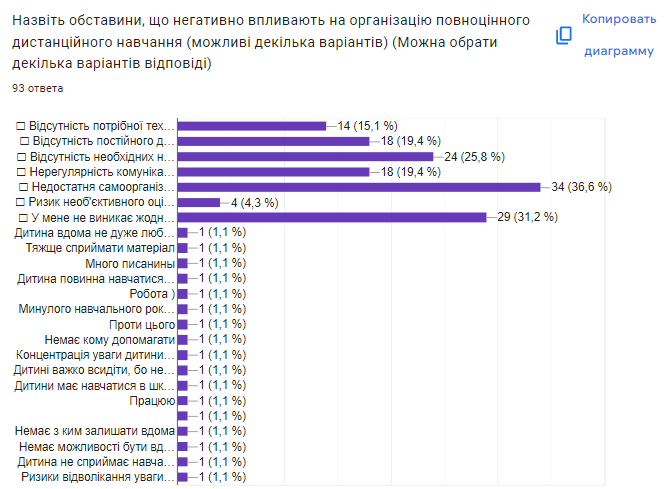 Назвіть обставини, що негативно впливають на організацію повноцінного
дистанційного навчання (можливі декілька варіантів) (Можна обрати
декілька варіантів відповіді)
Копировать
диаграмму
93 ответа
□ Відсутність потрібної тех… 14 (15,1 %)
□ Відсутність постійного д… 18 (19,4 %)
□ Відсутність необхідних н… 24 (25,8 %)
□ Нерегулярність комуніка… 18 (19,4 %)
□ Недостатня самоорганіз… 34 (36,6 %)
□ Ризик необ'єктивного оці… 4 (4,3 %)
□ У мене не виникає жодн… 29 (31,2 %)
Дитина вдома не дуже люб… 1 (1,1 %)
Тяжще сприймати матеріал 1 (1,1 %)
Много писанины 1 (1,1 %)
Дитина повинна навчатися… 1 (1,1 %)
Робота ) 1 (1,1 %)
Минулого навчального рок… 1 (1,1 %)
Проти цього 1 (1,1 %)
Немає кому допомагати 1 (1,1 %)
Концентрація уваги дитини… 1 (1,1 %)
Дитині важко всидіти, бо не… 1 (1,1 %)
Дитини має навчатися в шк… 1 (1,1 %)
Працюю 1 (1,1 %)
1 (1,1 %)
Немає з ким залишати вдома 1 (1,1 %)
Немає можливості бути вд… 1 (1,1 %)
Дитина не сприймає навча… 1 (1,1 %)
Ризики відволікання уваги… 1 (1,1 %)